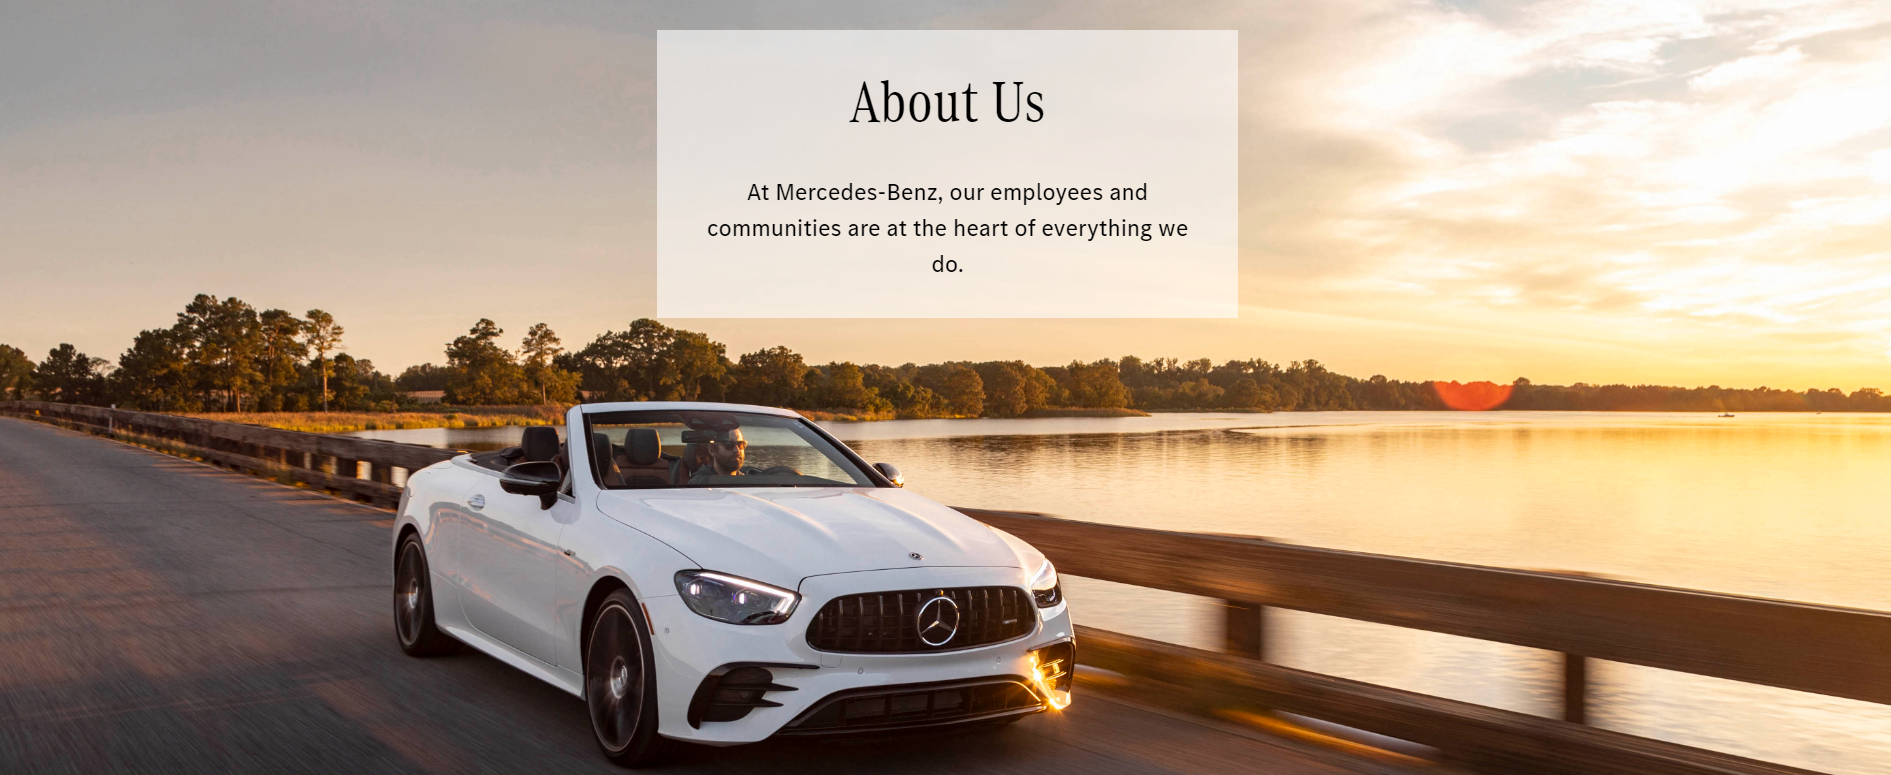 About Us
At Mercedes-Benz, our employees and
communities are at the heart of everything we
do.